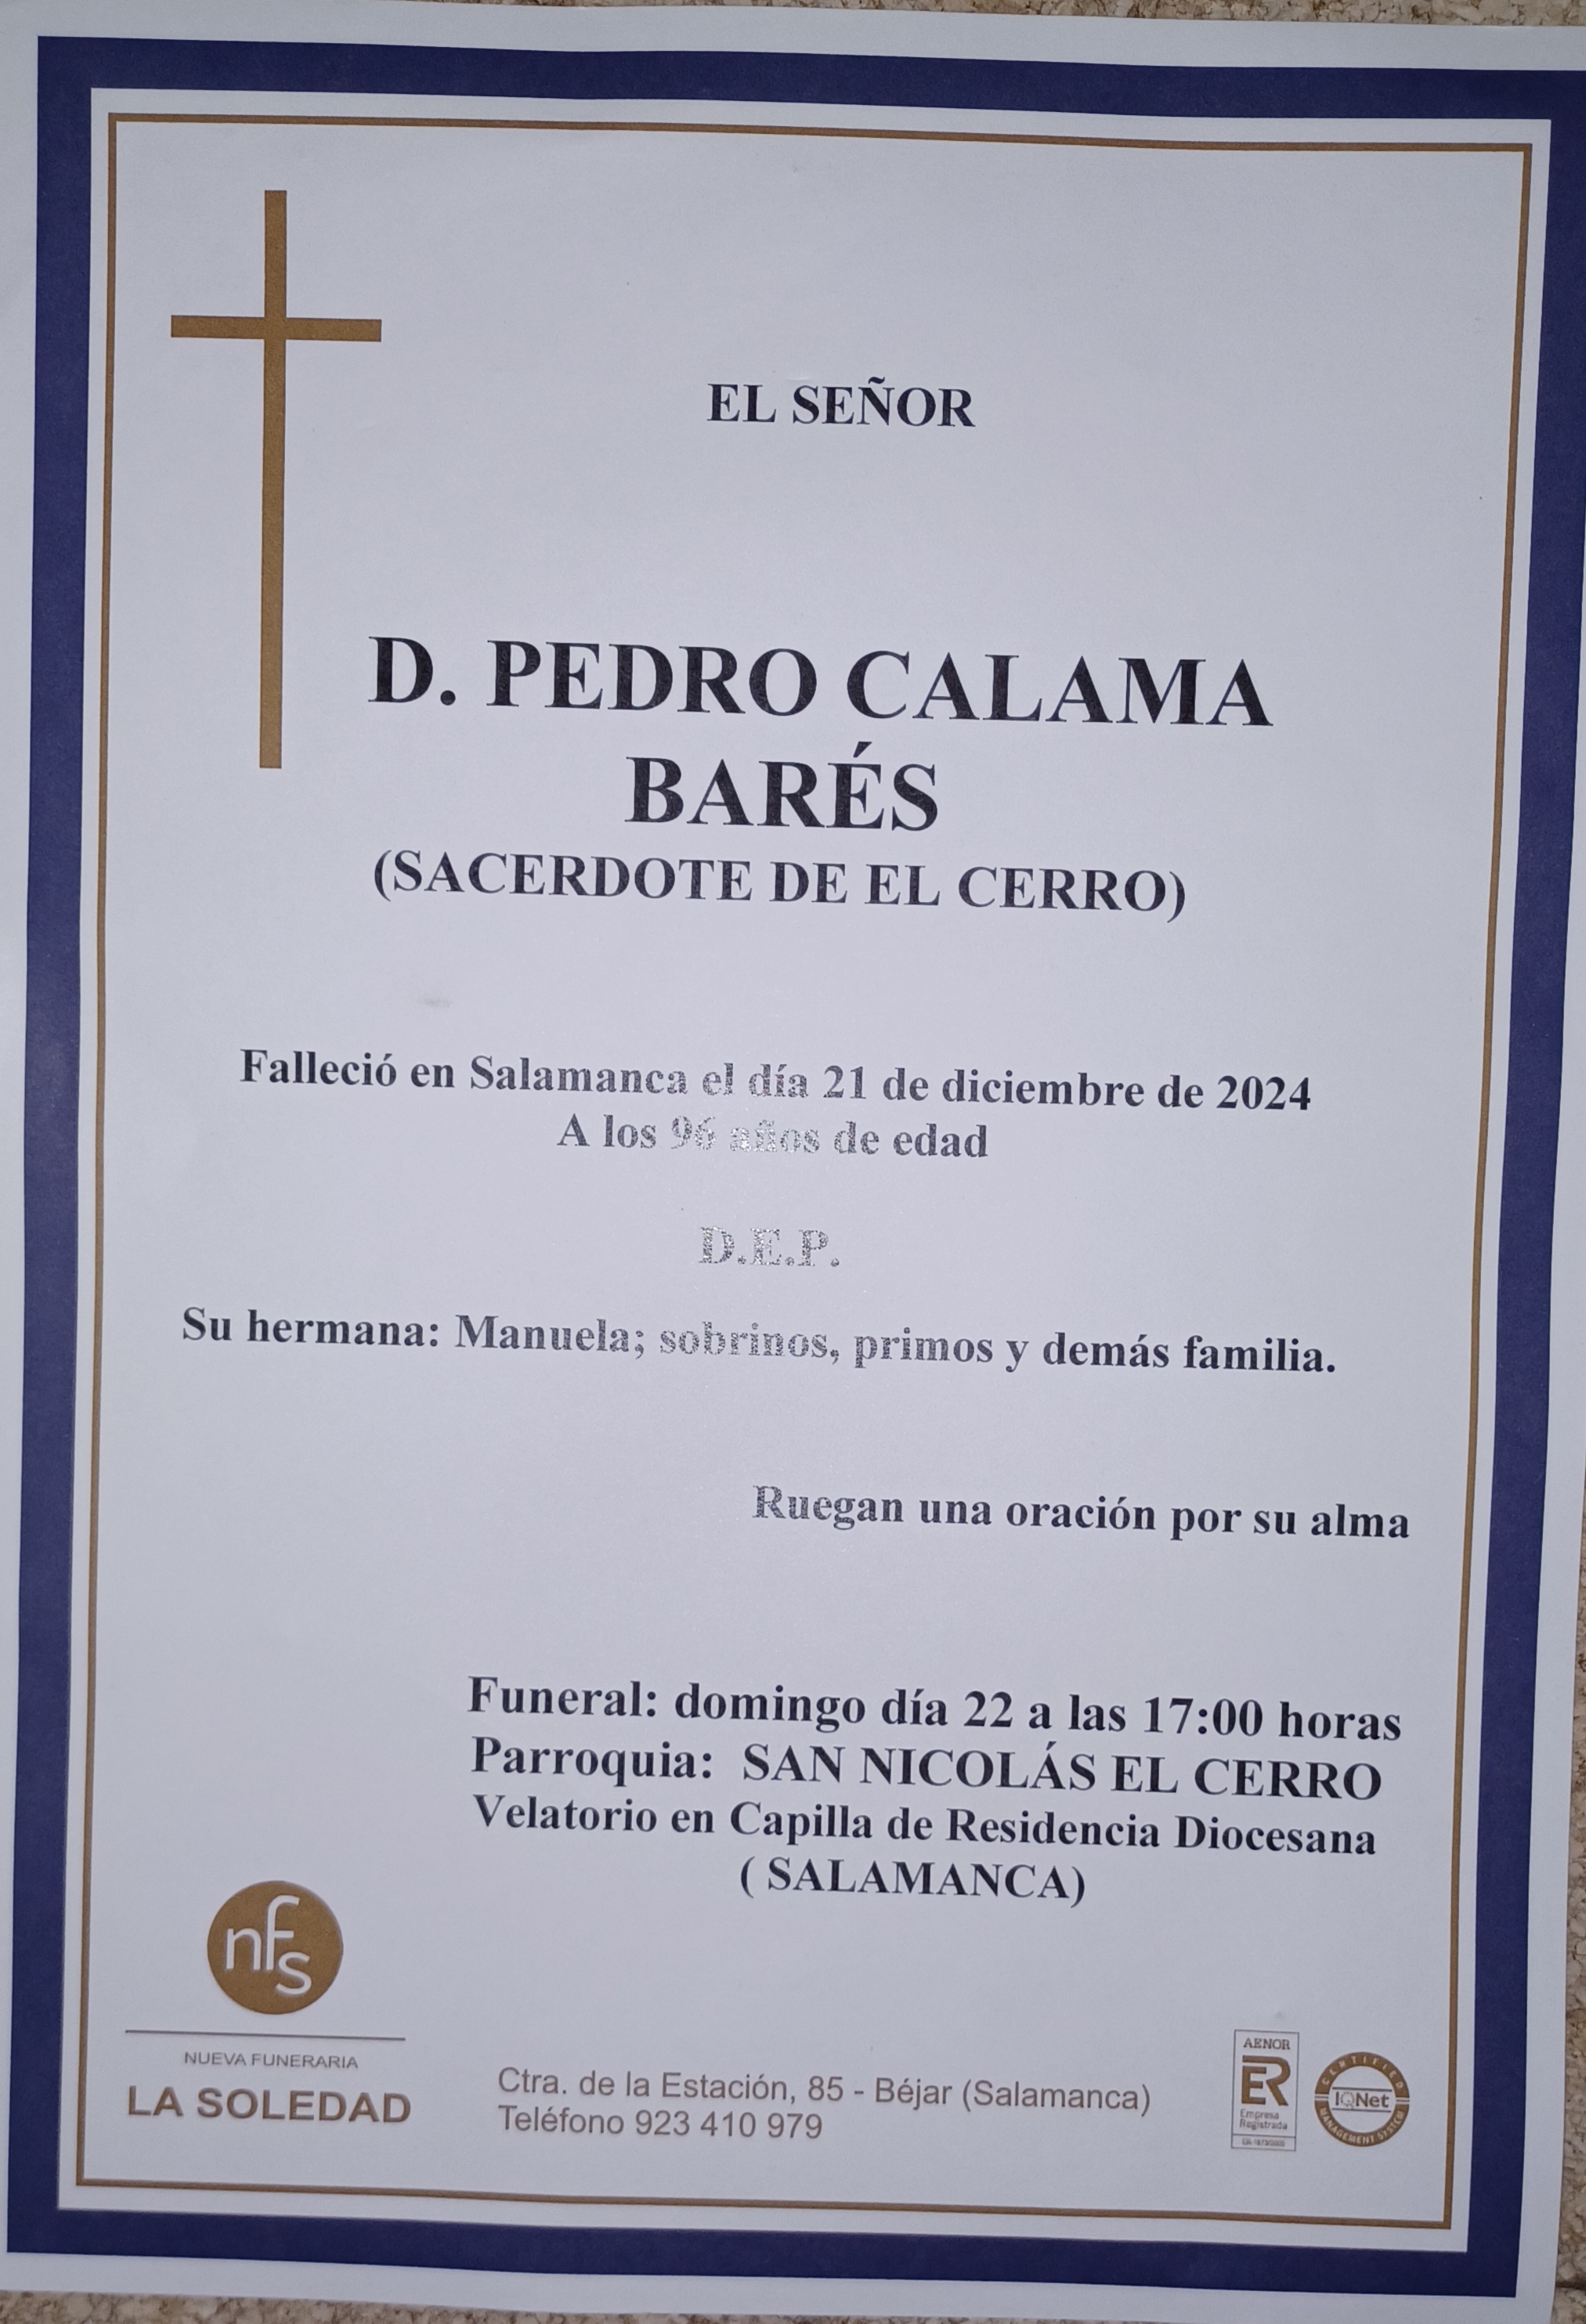 EL SEÑOR
D. PEDRO CALAMA
BARÉS
(SACERDOTE DE EL CERRO)
Falleció en Salamanca el día 21 de diciembre de 2024
A los 96 años de edad
D.E.P.
Su hermana: Manuela; sobrinos, primos y demás familia.
Ruegan una oración por su alma
Funeral: domingo día 22 a las 17:00 horas
Parroquia: SAN NICOLÁS EL CERRO
Velatorio en Capilla de Residencia Diocesana
( SALAMANCA)
nfs
NUEVA FUNERARIA
LA SOLEDAD
Ctra. de la Estación, 85 - Béjar (Salamanca)
Teléfono 923 410 979
AENOR
ER
Empresa
Registrada
CERTIFIED
IQNet
MANAGEMENT SYSTEM